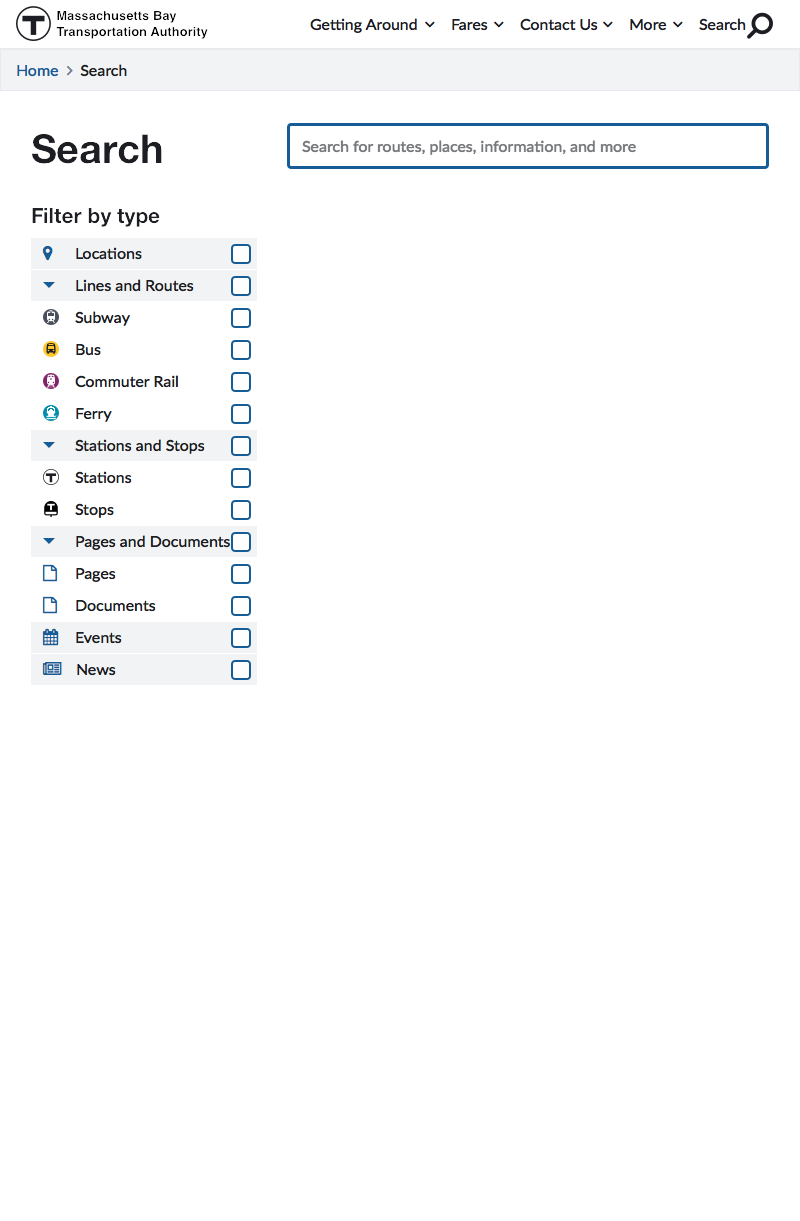 Massachusetts Bay
Transportation Authority
Getting Around Fares Contact Us More Search
Home > Search
Search
Search for routes, places, information, and more
Filter by type
Locations
Lines and Routes
Subway
Bus
Commuter Rail
Ferry
Stations and Stops
Stations
Stops
Pages and Documents
Pages
Documents
Events
News